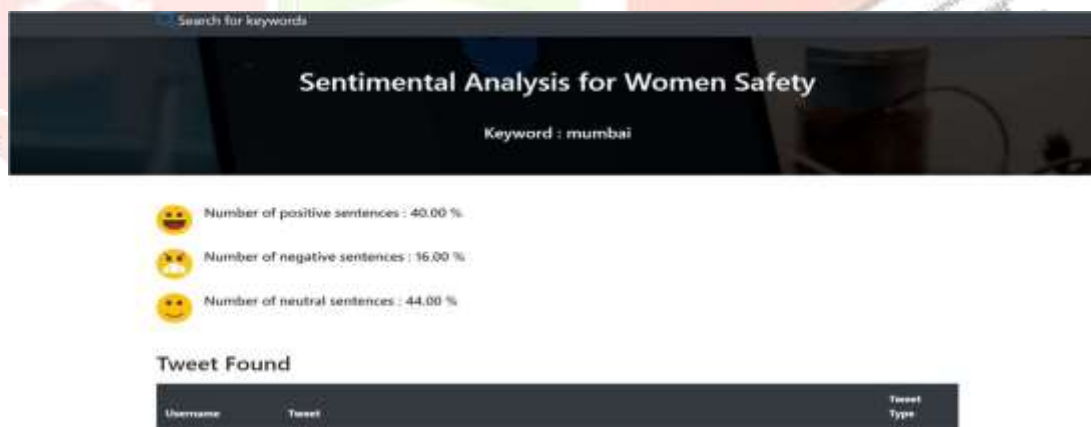 Search for keywords
Sentimental Analysis for Women Safety
Keyword : mumbai
Number of positive sentences : 40.00 %
Number of negative sentences : 16.00 %
Number of neutral sentences : 44.00 %
Tweet Found
Username Tweet Tweet Type